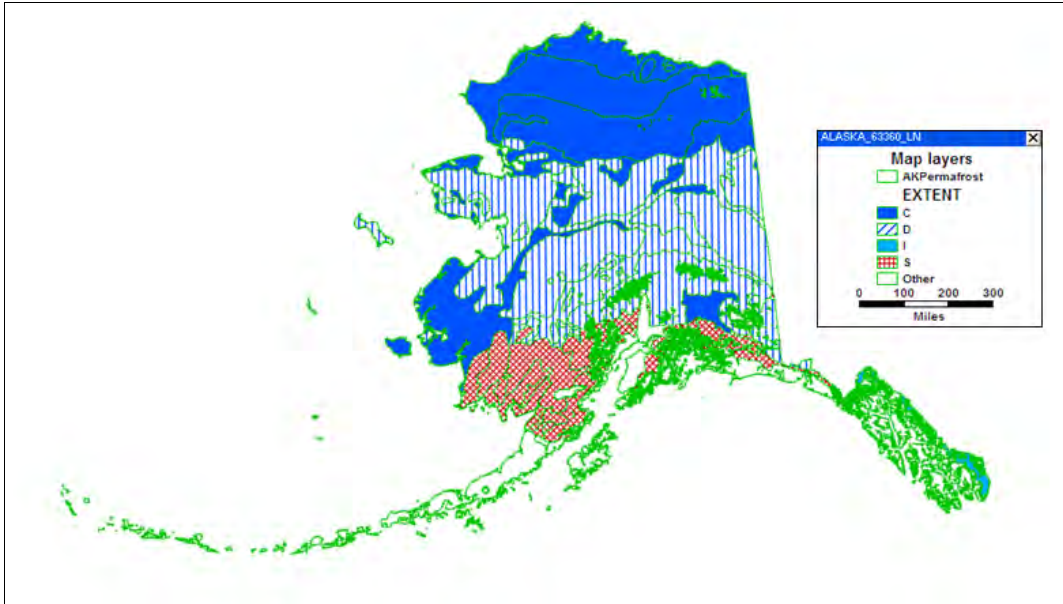 ALASKA_63360_LN
Map layers
AKPermafrost
EXTENT
C
D
I
S
Other
0 100 200 300
Miles